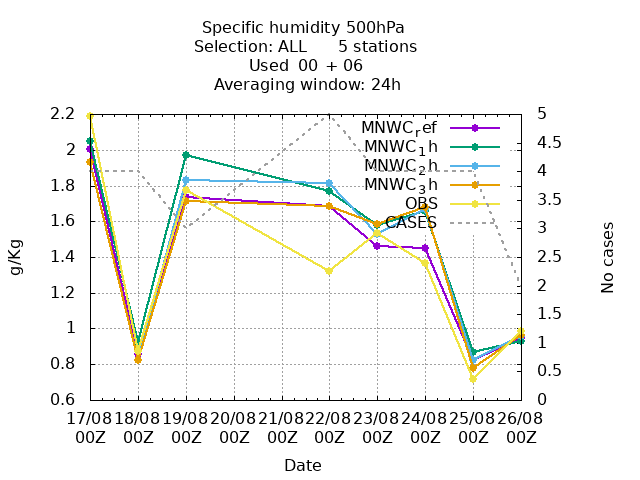 Specific humidity 500hPa
Selection: ALL 5 stations
Used 00 + 06
Averaging window: 24h
2.2
2
1.8
1.6
1.4
1.2
1
0.8
0.6
g/Kg
MNWCref
MNWC1h
MNWC2h
MNWC3h
OBS
CASES
5
4.5
4
3.5
3
2.5
2
1.5
1
0.5
0
No cases
17/08 18/08 19/08 20/08 21/08 22/08 23/08 24/08 25/08 26/08
00Z 00Z 00Z 00Z 00Z 00Z 00Z 00Z 00Z 00Z
Date